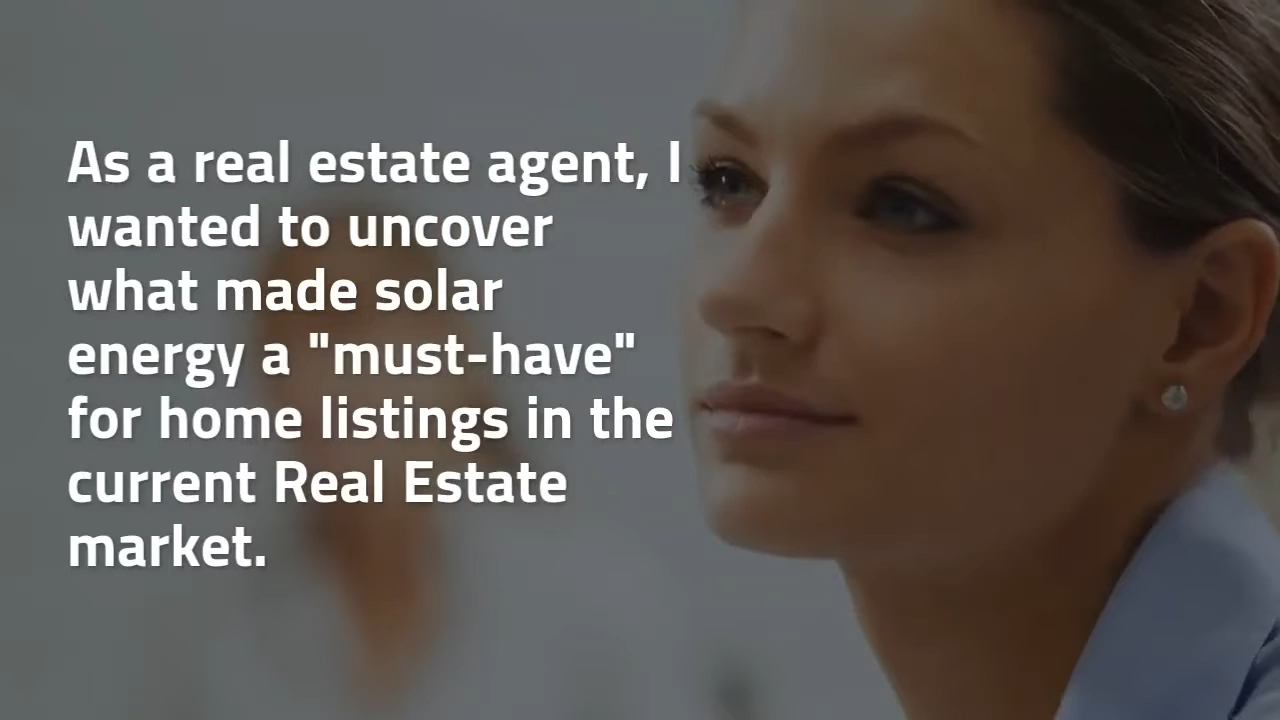 As a real estate agent, I
wanted to uncover
what made solar
energy a "must-have"
for home listings in the
current Real Estate
market.